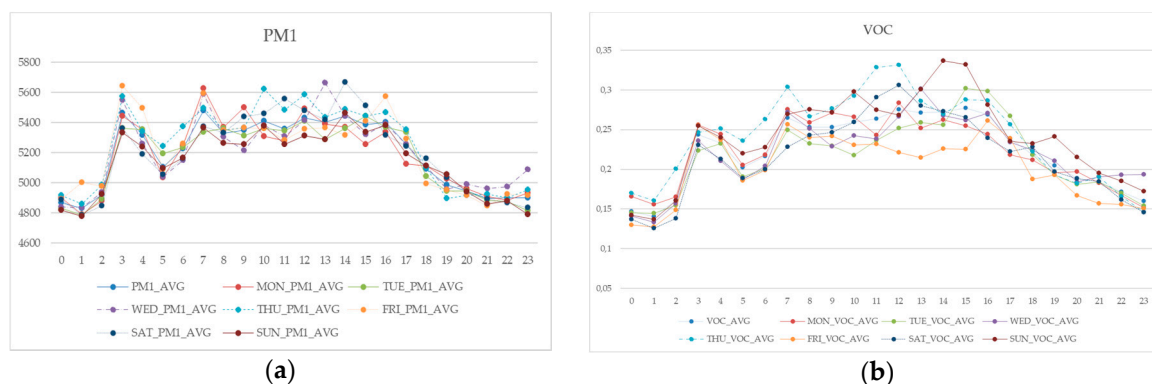 PM1
5800
5600
5400
5200
5000
4800
4600
0 1 2 3 4 5 6 7 8 9 10 11 12 13 14 15 16 17 18 19 20 21 22 23
PM1_AVG MON_PM1_AVG TUE_PM1_AVG
WED_PM1_AVG THU_PM1_AVG FRI_PM1_AVG
SAT_PM1_AVG SUN_PM1_AVG
(a)
VOC
0,35
0,3
0,25
0,2
0,15
0,1
0,05
0 1 2 3 4 5 6 7 8 9 10 11 12 13 14 15 16 17 18 19 20 21 22 23
VOC_AVG MON_VOC_AVG TUE_VOC_AVG WED_VOC_AVG
THU_VOC_AVG FRI_VOC_AVG SAT_VOC_AVG SUN_VOC_AVG
(b)